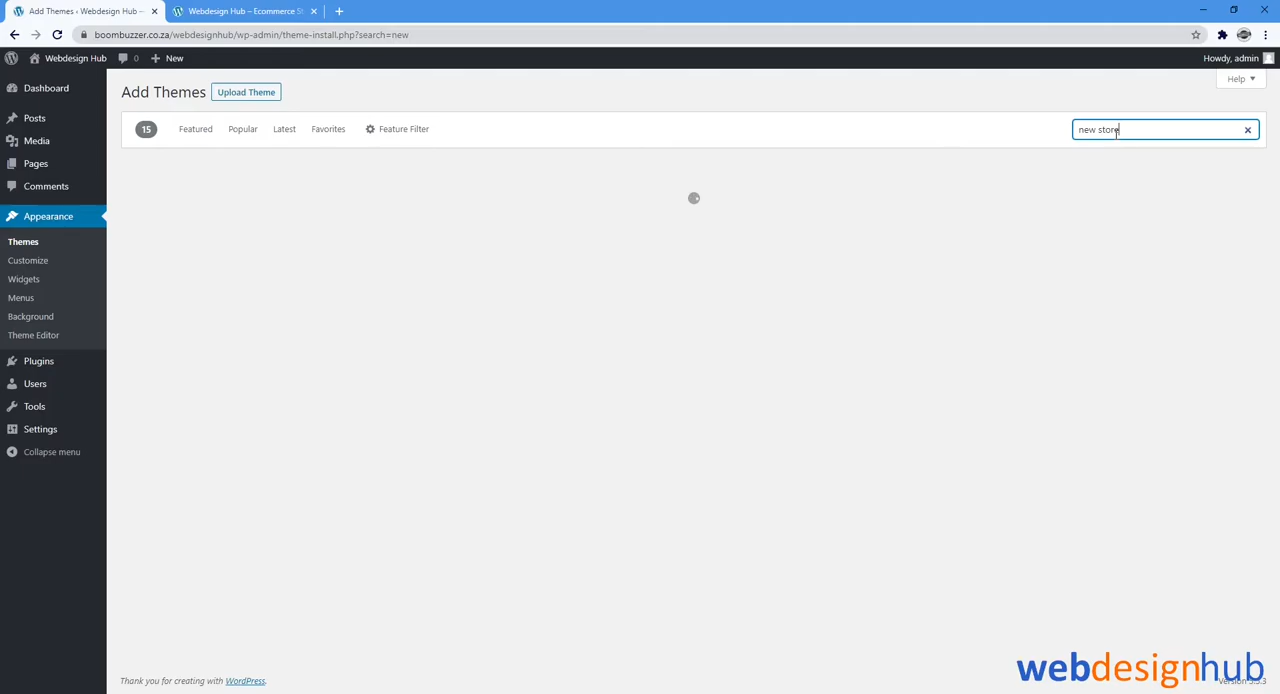 Add Themes ‹ Webdesign Hub —
Webdesign Hub – Ecommerce St
boombuzzer.co.za/webdesignhub/wp-admin/theme-install.php?search=new
Webdesign Hub
0
New
Howdy, admin
Dashboard
Posts
Media
Pages
Comments
Appearance
Themes
Customize
Widgets
Menus
Background
Theme Editor
Plugins
Users
Tools
Settings
Collapse menu
Add Themes
Upload Theme
Help
15
Featured
Popular
Latest
Favorites
Feature Filter
new store
Thank you for creating with WordPress.
webdesignhub